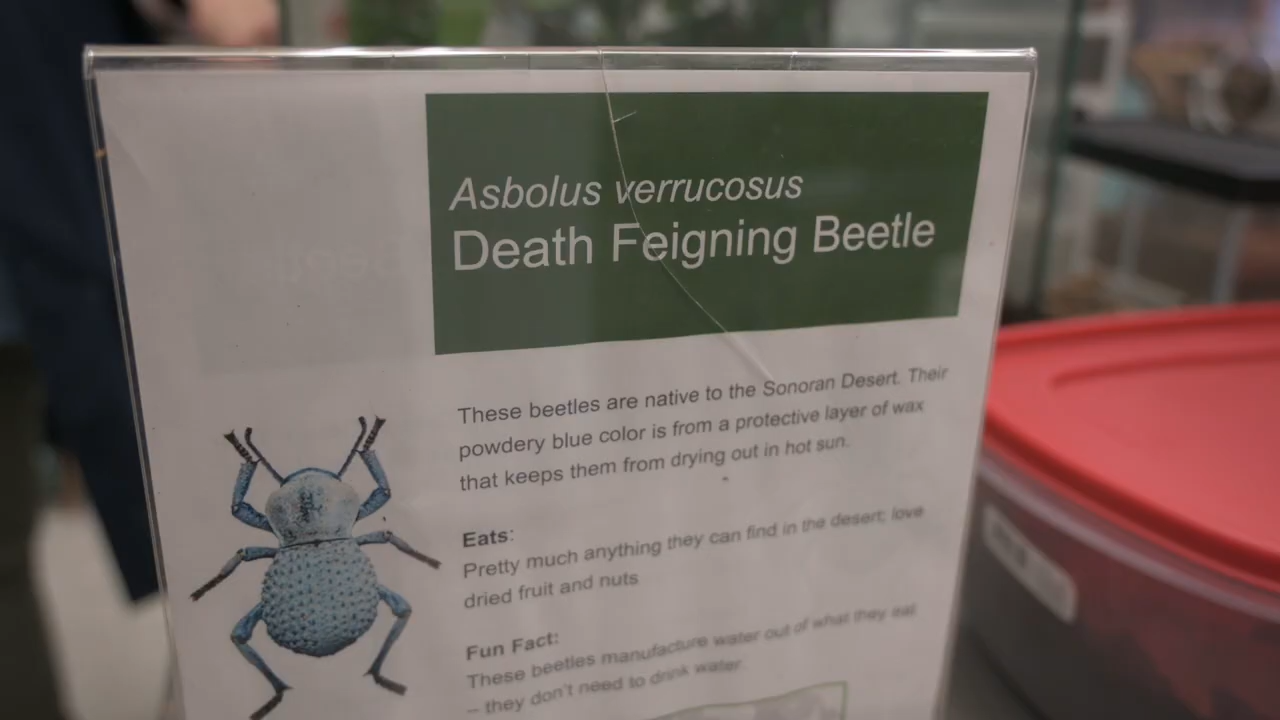 Asbolus verrucosus
Death Feigning Beetle
These beetles are native to the Sonoran Desert. Their
powdery blue color is from a protective layer of wax
that keeps them from drying out in hot sun.
Eats:
Pretty much anything they can find in the desert; love
dried fruit and nuts
Fun Fact:
These beetles manufacture water out of what they eat
– they don't need to drink water.